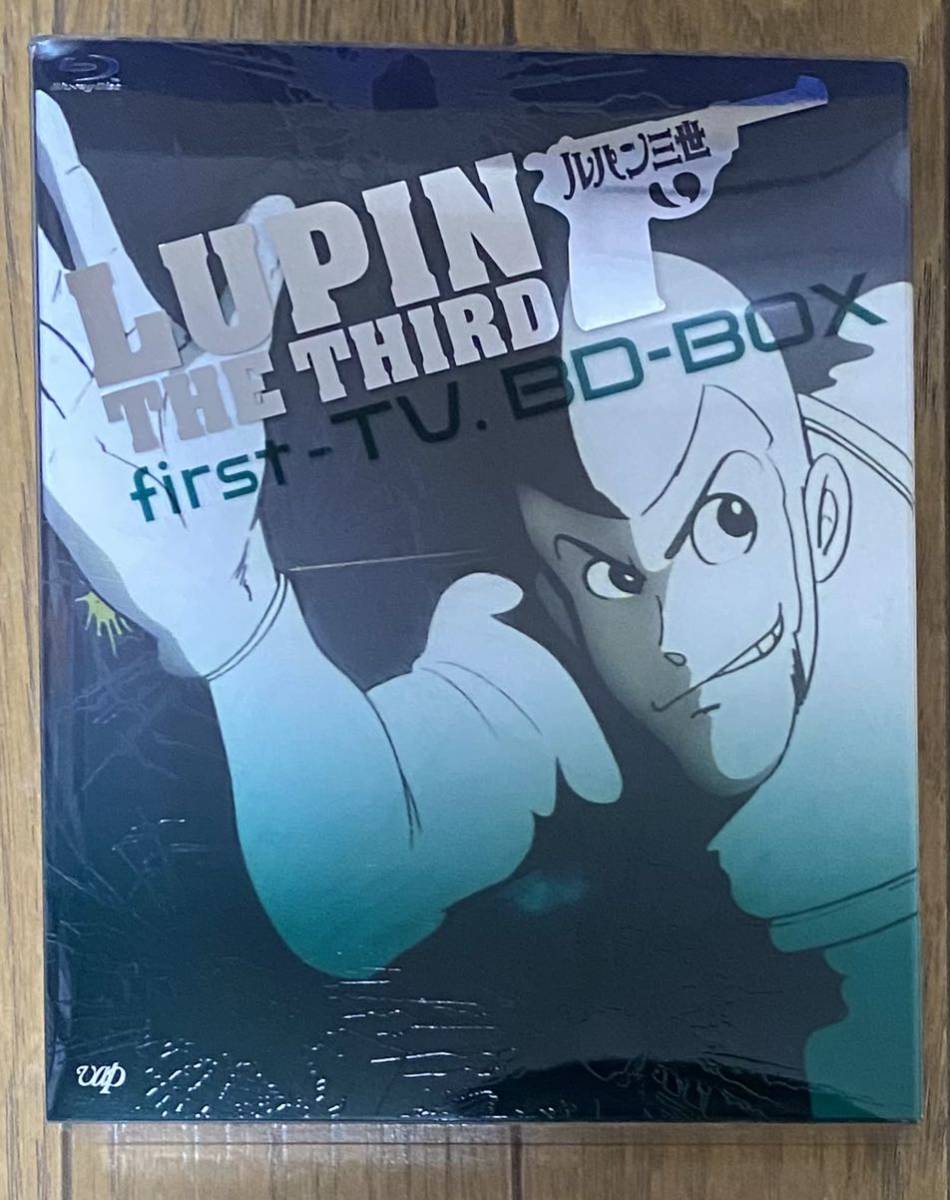 Blu-ray Disc
ルパン三世
LUPIN
THE THIRD
first-TV. BD-BOX
vap